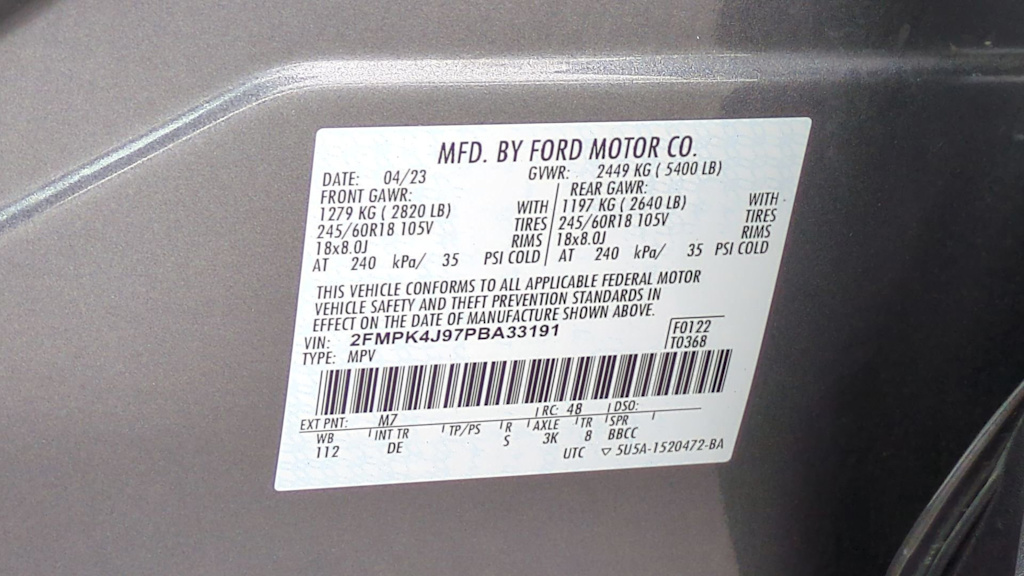 MFD. BY FORD MOTOR CO.
DATE: 04/23 GVWR: 2449 KG ( 5400 LB)
FRONT GAWR: REAR GAWR:
1279 KG ( 2820 LB) WITH 1197 KG ( 2640 LB) WITH
245/60R18 105V TIRES 245/60R18 105V TIRES
18x8.0J RIMS 18x8.0J RIMS
AT 240 kPa/ 35 PSI COLD AT 240 kPa/ 35 PSI COLD
THIS VEHICLE CONFORMS TO ALL APPLICABLE FEDERAL MOTOR
VEHICLE SAFETY AND THEFT PREVENTION STANDARDS IN
EFFECT ON THE DATE OF MANUFACTURE SHOWN ABOVE.
VIN: 2FMPK4J97PBA33191 F0122
TYPE: MPV T0368
EXT PNT: M7 RC: 48 DSO:
WB INT TR TP/PS R AXLE TR SPR
112 DE S 3K 8 BBCC
UTC ▽ 5U5A-1520472-BA